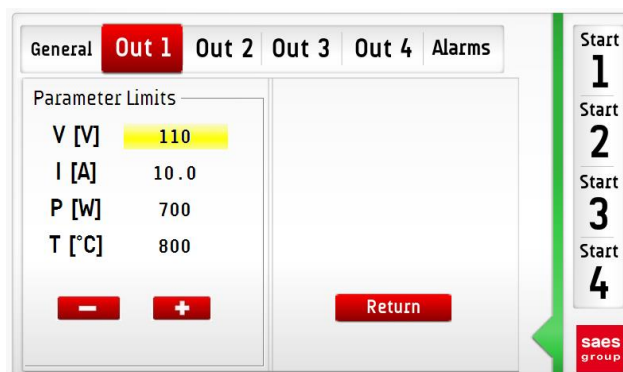 General Out 1 Out 2 Out 3 Out 4 Alarms
Parameter Limits
V [V] 110
I [A] 10.0
P [W] 700
T [°C] 800
− +
Return
Start
1
Start
2
Start
3
Start
4
saes
group